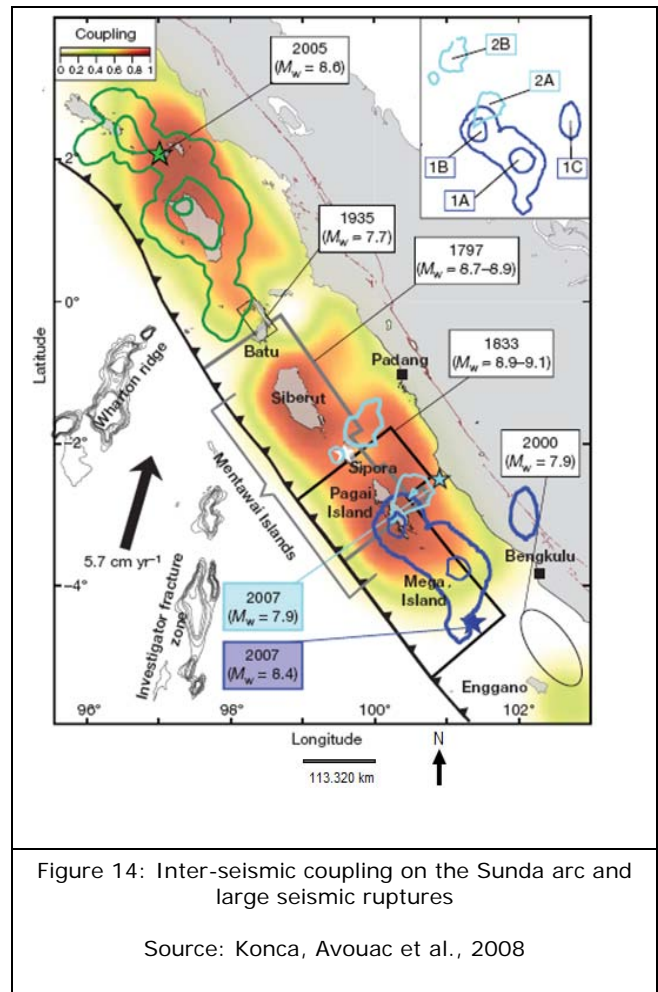 Coupling
0 0.2 0.4 0.6 0.8 1
2005
(Mw = 8.6)
2B
2A
1B
1A
1C
1935
(Mw = 7.7)
1797
(Mw = 8.7–8.9)
1833
(Mw = 8.9–9.1)
2000
(Mw = 7.9)
2°
0°
–2°
–4°
Latitude
Batu
Padang
Siberut
Sipora
Pagai
Island
Mega
Island
Bengkulu
Enggano
Wharton ridge
Mentawai Islands
Investigator fracture
zone
5.7 cm yr⁻¹
2007
(Mw = 7.9)
2007
(Mw = 8.4)
96° 98° 100° 102°
Longitude
N
113.320 km
Figure 14: Inter-seismic coupling on the Sunda arc and
large seismic ruptures
Source: Konca, Avouac et al., 2008